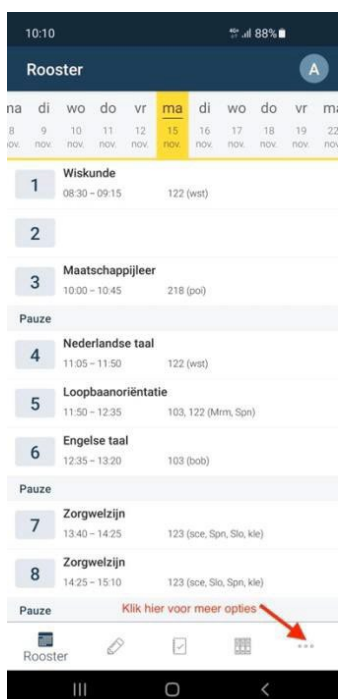 10:10 88%
Rooster A
ma di wo do vr ma di wo do vr ma
8 9 10 11 12 15 16 17 18 19 22
nov. nov. nov. nov. nov. nov. nov. nov. nov. nov. nov.
1 Wiskunde
08:30 – 09:15 122 (wst)
2
3 Maatschappijleer
10:00 – 10:45 218 (poi)
Pauze
4 Nederlandse taal
11:05 – 11:50 122 (wst)
5 Loopbaanoriëntatie
11:50 – 12:35 103, 122 (Mrm, Spn)
6 Engelse taal
12:35 – 13:20 103 (bob)
Pauze
7 Zorgwelzijn
13:40 – 14:25 123 (sce, Spn, Slo, kle)
8 Zorgwelzijn
14:25 – 15:10 123 (sce, Slo, Spn, kle)
Pauze Klik hier voor meer opties
Rooster